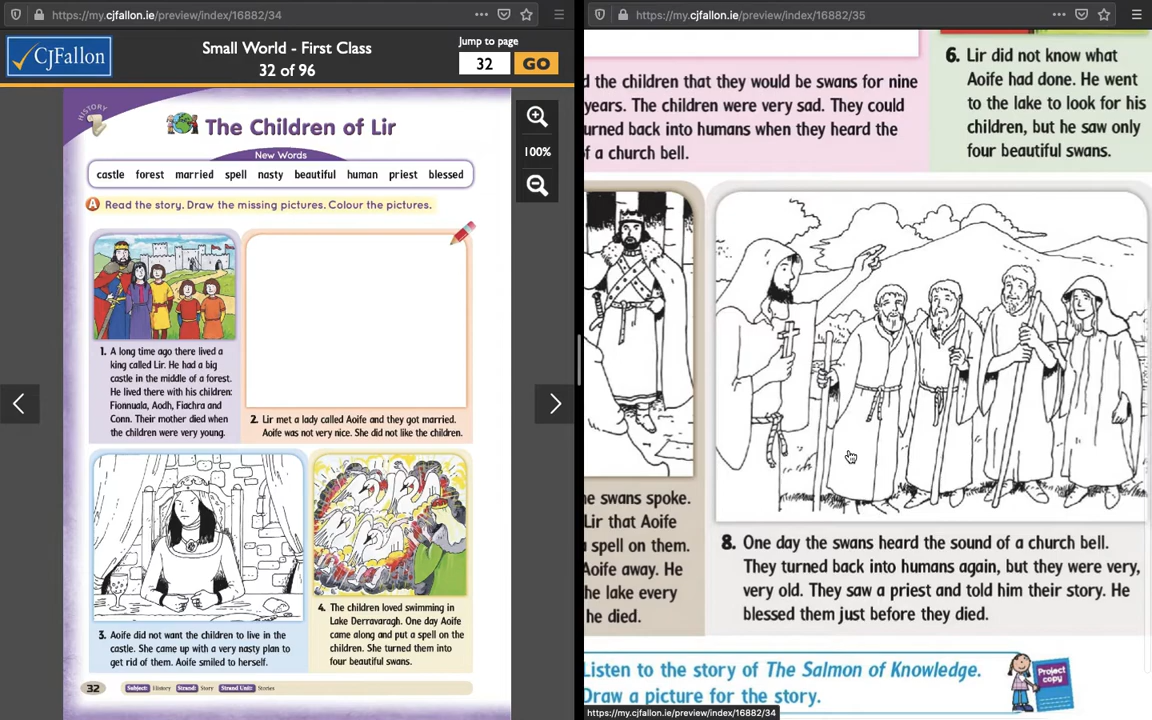 https://my.cjfallon.ie/preview/index/16882/34
CJFALLON
Small World - First Class
32 of 96
Jump to page
32
GO
HISTORY
The Children of Lir
New Words
castle forest married spell nasty beautiful human priest blessed
A Read the story. Draw the missing pictures. Colour the pictures.
1. A long time ago there lived a
king called Lir. He had a big
castle in the middle of a forest.
He lived there with his children:
Fionnuala, Aodh, Fiachra and
Conn. Their mother died when
the children were very young.
2. Lir met a lady called Aoife and they got married.
Aoife was not very nice. She did not like the children.
3. Aoife did not want the children to live in the
castle. She came up with a very nasty plan to
get rid of them. Aoife smiled to herself.
4. The children loved swimming in
Lake Derravaragh. One day Aoife
came along and put a spell on the
children. She turned them into
four beautiful swans.
32
Subject: History Strand: Story Strand Unit: Stories
100%
https://my.cjfallon.ie/preview/index/16882/35
d the children that they would be swans for nine
years. The children were very sad. They could
urned back into humans when they heard the
f a church bell.
6. Lir did not know what
Aoife had done. He went
to the lake to look for his
children, but he saw only
four beautiful swans.
he swans spoke.
Lir that Aoife
spell on them.
Aoife away. He
he lake every
he died.
8. One day the swans heard the sound of a church bell.
They turned back into humans again, but they were very,
very old. They saw a priest and told him their story. He
blessed them just before they died.
Listen to the story of The Salmon of Knowledge.
Draw a picture for the story.
Project
copy
https://my.cjfallon.ie/preview/index/16882/34